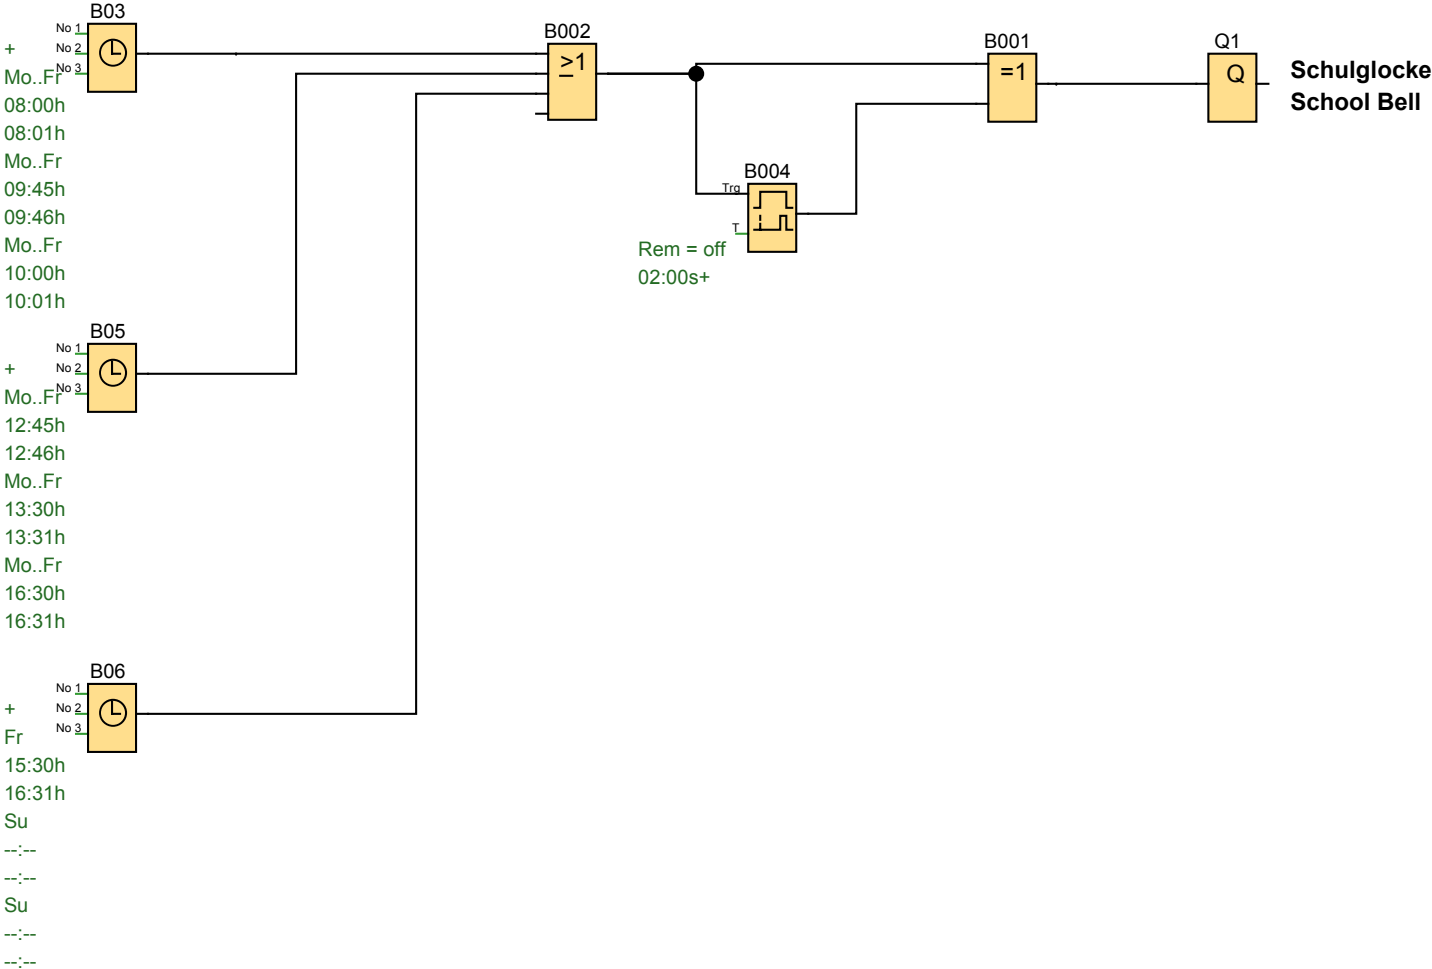 B03
No 1
No 2
No 3
+
Mo..Fr
08:00h
08:01h
Mo..Fr
09:45h
09:46h
Mo..Fr
10:00h
10:01h
B05
No 1
No 2
No 3
+
Mo..Fr
12:45h
12:46h
Mo..Fr
13:30h
13:31h
Mo..Fr
16:30h
16:31h
B06
No 1
No 2
No 3
+
Fr
15:30h
16:31h
Su
--:--
--:--
Su
--:--
--:--
B002
≥1
B004
Trg
T
Rem = off
02:00s+
B001
=1
Q1
Q
Schulglocke
School Bell